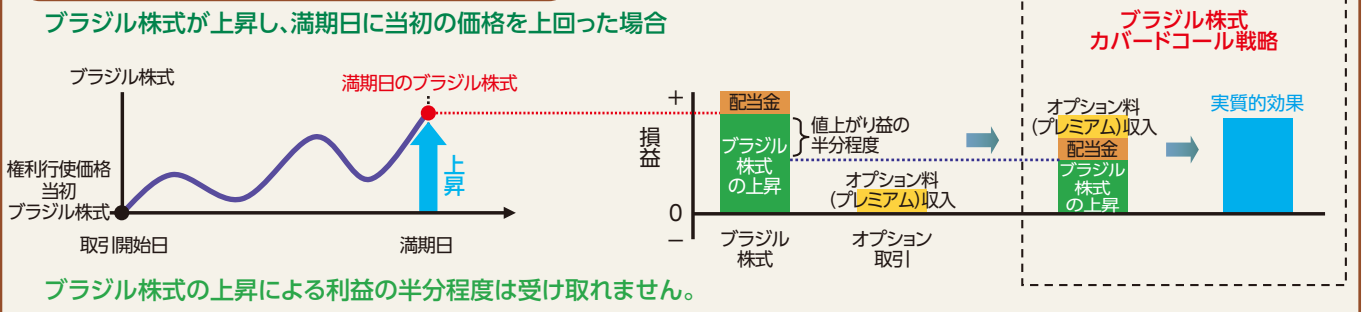 ブラジル株式が上昇し、満期日に当初の価格を上回った場合
ブラジル株式
カバードコール戦略
ブラジル株式
満期日のブラジル株式
権利行使価格
当初
ブラジル株式
上昇
取引開始日
満期日
損益
+
0
−
配当金
ブラジル
株式
の上昇
値上がり益の
半分程度
オプション料
(プレミアム)収入
ブラジル
株式
オプション
取引
オプション料
(プレミアム)収入
配当金
ブラジル
株式
の上昇
実質的効果
ブラジル株式の上昇による利益の半分程度は受け取れません。